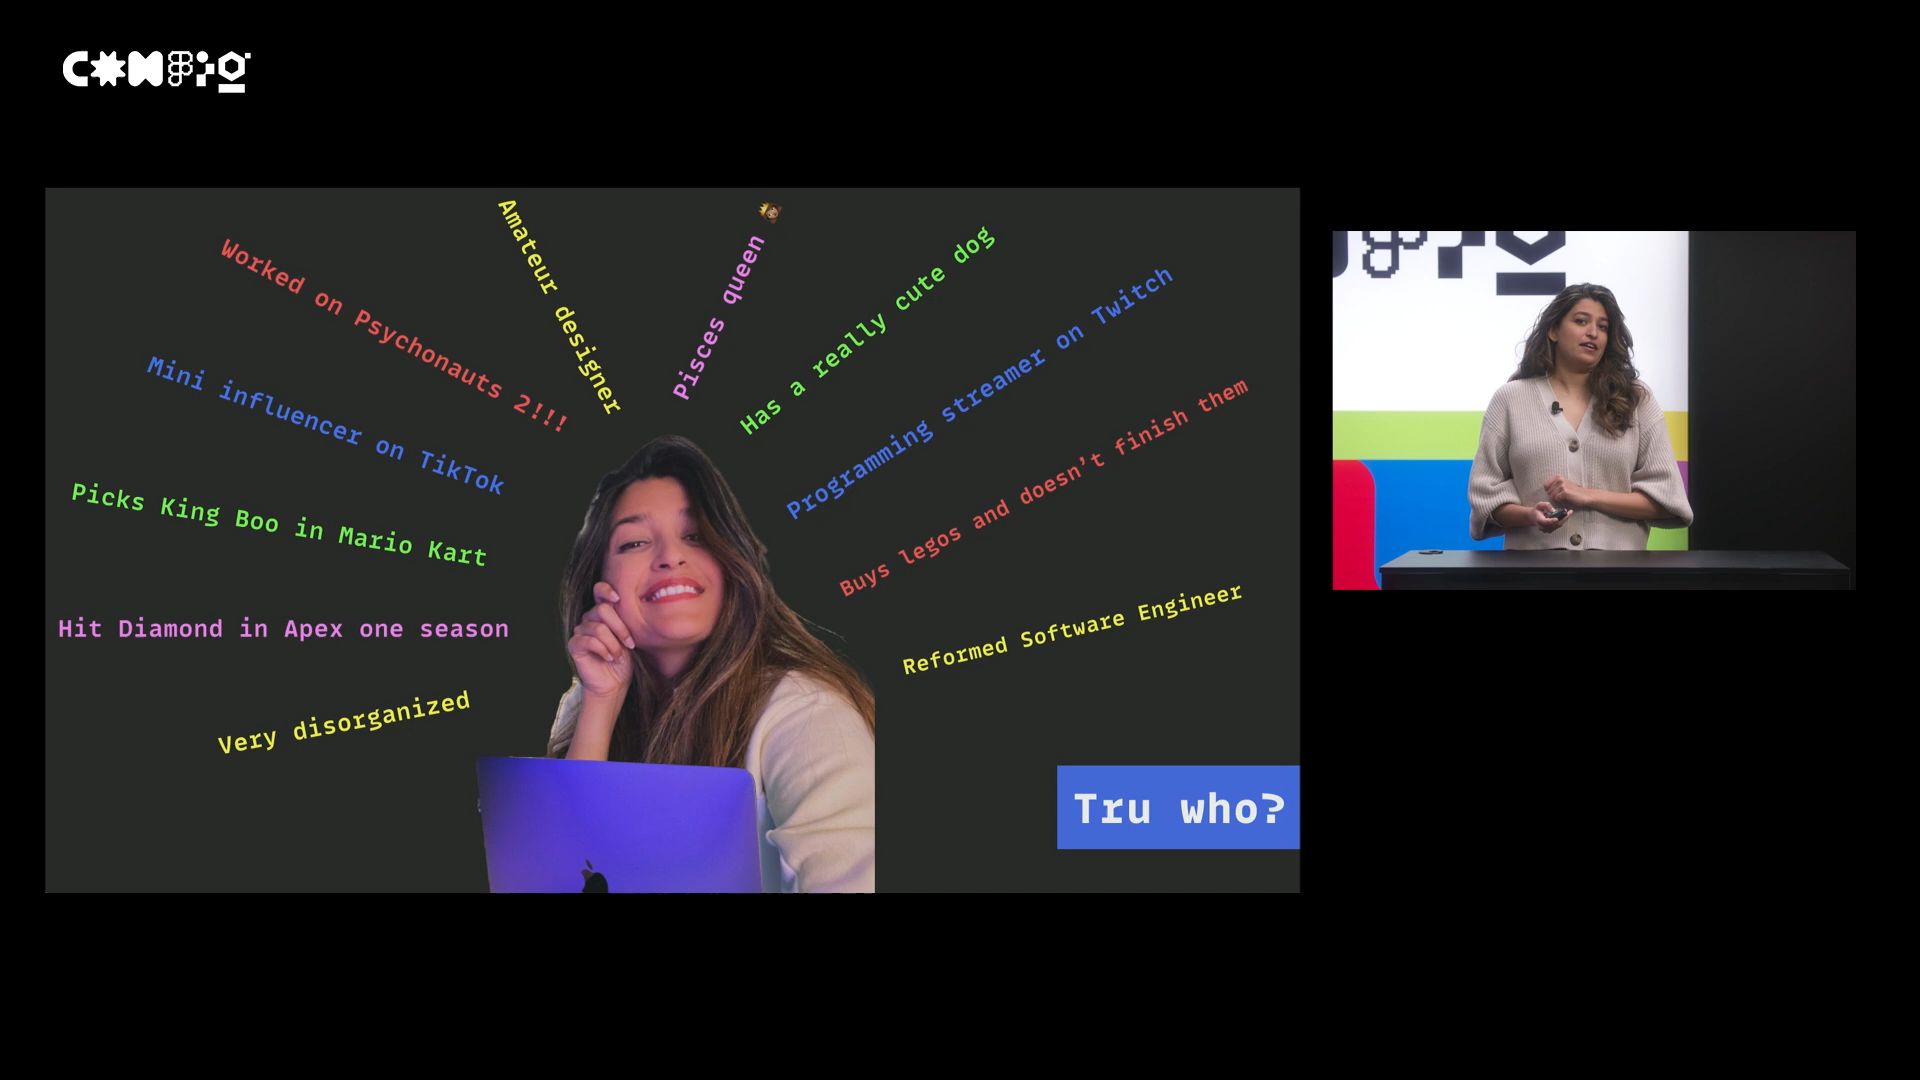 CONFIG
Worked on Psychonauts 2!!!
Amateur designer
Pisces queen 👸🏽
Has a really cute dog
Programming streamer on Twitch
Mini influencer on TikTok
Buys legos and doesn’t finish them
Picks King Boo in Mario Kart
Reformed Software Engineer
Hit Diamond in Apex one season
Very disorganized
Tru who?